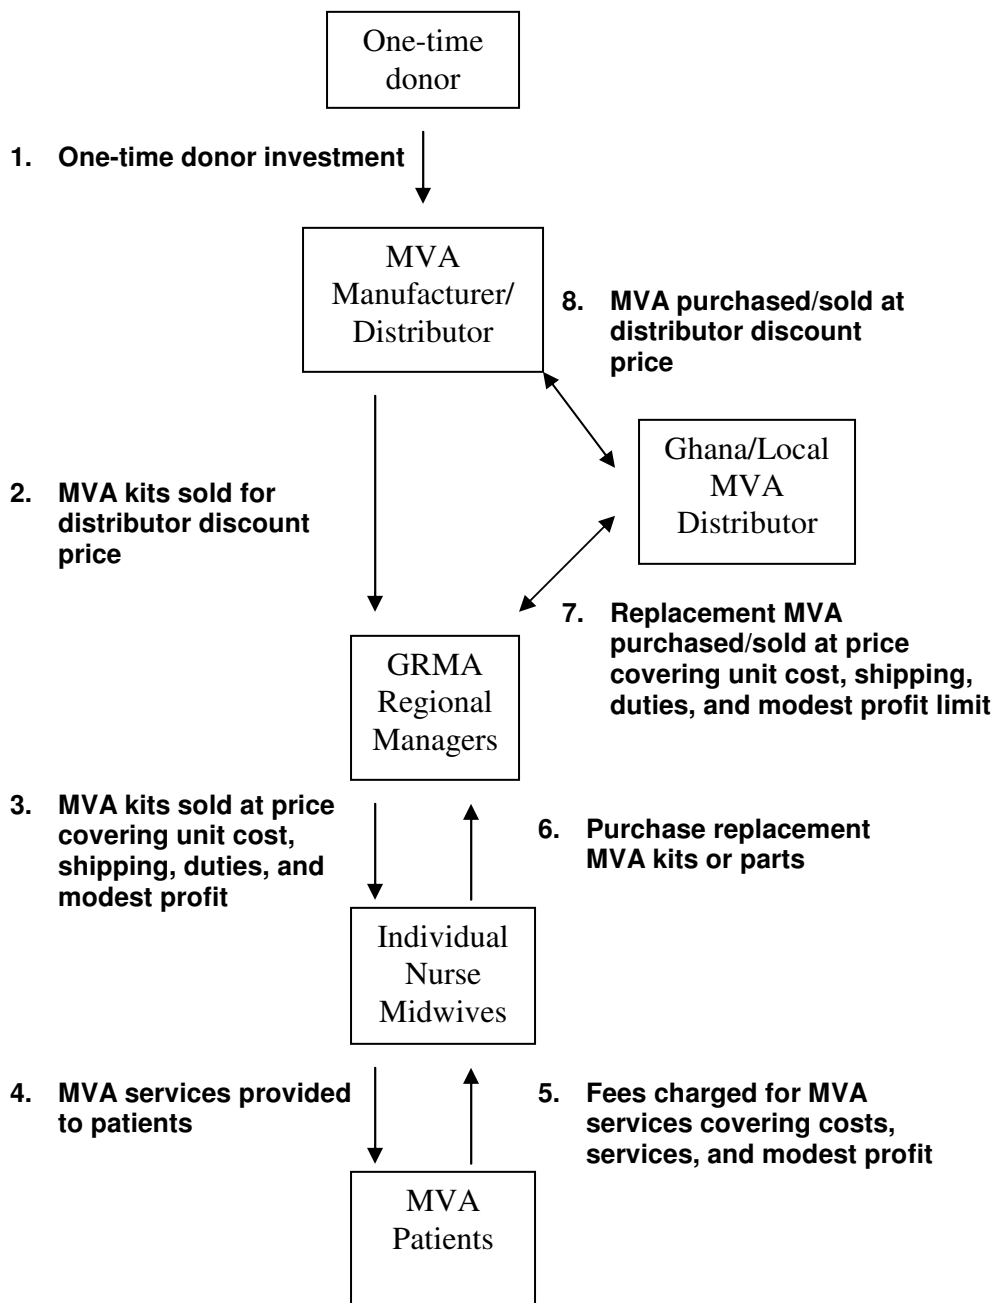 One-time
donor
1. One-time donor investment
MVA
Manufacturer/
Distributor
8. MVA purchased/sold at
distributor discount
price
Ghana/Local
MVA
Distributor
2. MVA kits sold for
distributor discount
price
7. Replacement MVA
purchased/sold at price
covering unit cost, shipping,
duties, and modest profit limit
GRMA
Regional
Managers
3. MVA kits sold at price
covering unit cost,
shipping, duties, and
modest profit
6. Purchase replacement
MVA kits or parts
Individual
Nurse
Midwives
4. MVA services provided
to patients
5. Fees charged for MVA
services covering costs,
services, and modest profit
MVA
Patients